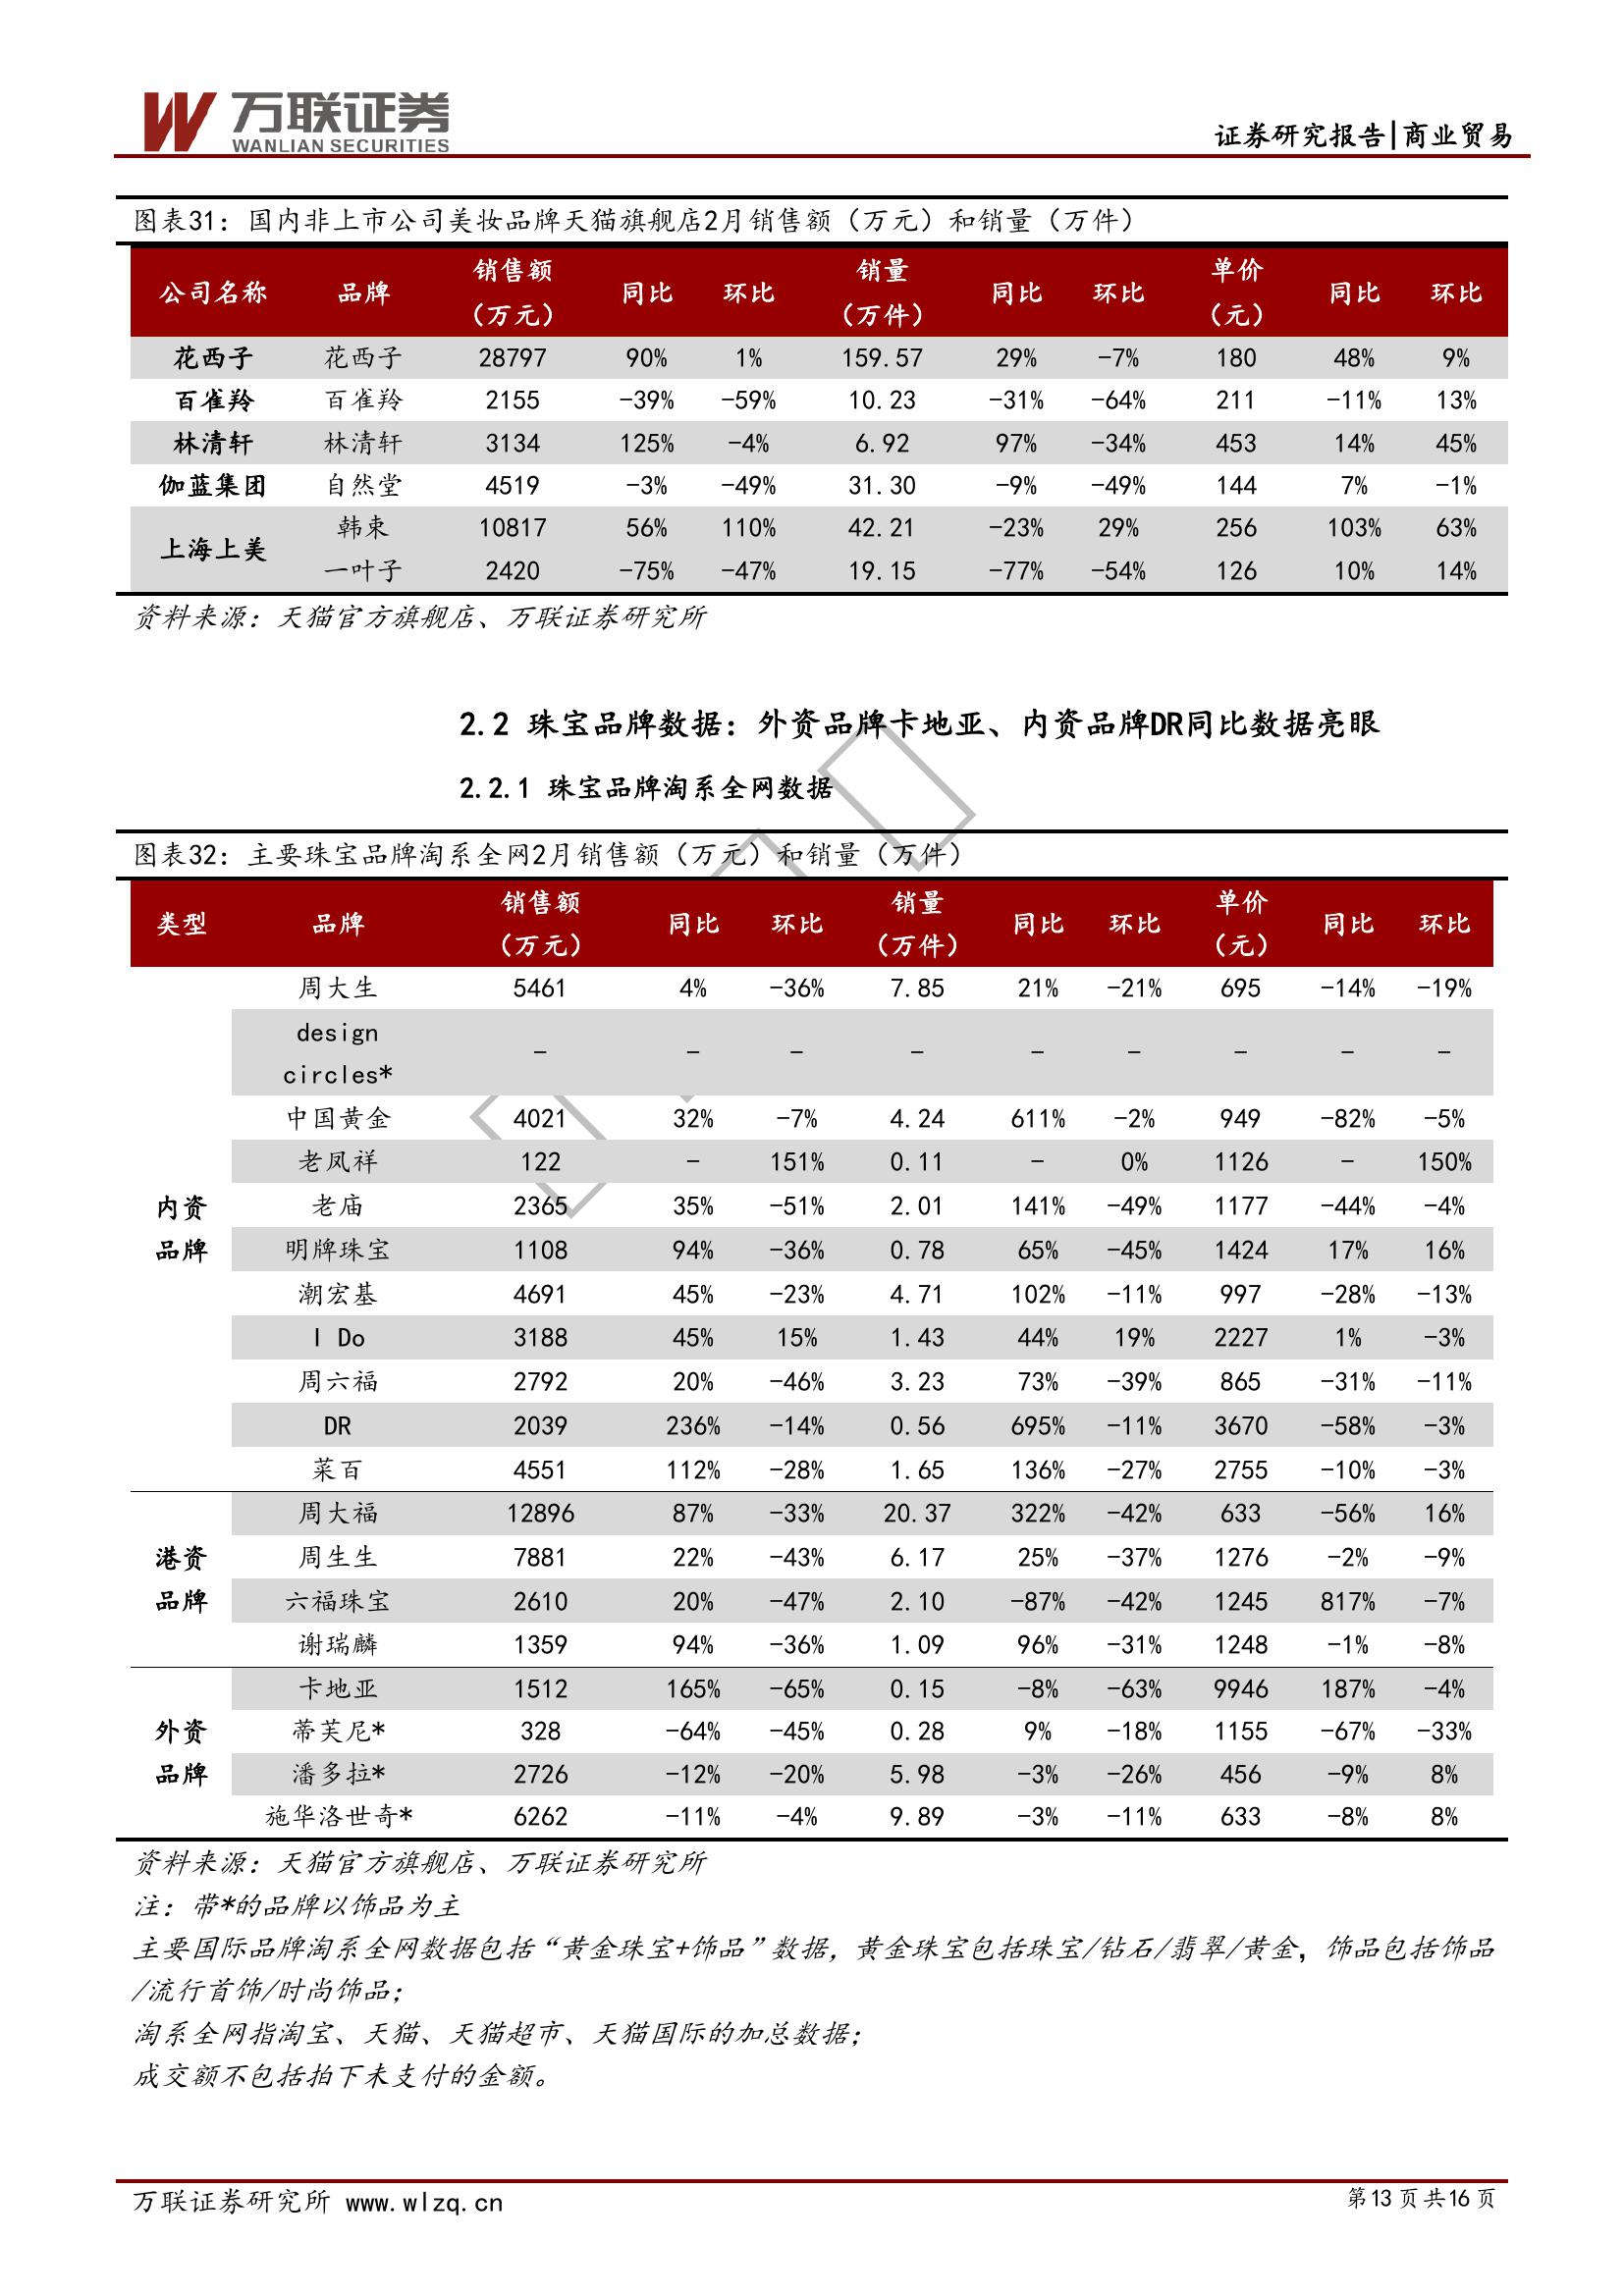 万联证券
WANLIAN SECURITIES
证券研究报告|商业贸易
图表31：国内非上市公司美妆品牌天猫旗舰店2月销售额（万元）和销量（万件）
公司名称 品牌 销售额（万元） 同比 环比 销量（万件） 同比 环比 单价（元） 同比 环比
花西子 花西子 28797 90% 1% 159.57 29% -7% 180 48% 9%
百雀羚 百雀羚 2155 -39% -59% 10.23 -31% -64% 211 -11% 13%
林清轩 林清轩 3134 125% -4% 6.92 97% -34% 453 14% 45%
伽蓝集团 自然堂 4519 -3% -49% 31.30 -9% -49% 144 7% -1%
上海上美 韩束 10817 56% 110% 42.21 -23% 29% 256 103% 63%
一叶子 2420 -75% -47% 19.15 -77% -54% 126 10% 14%
资料来源：天猫官方旗舰店、万联证券研究所
2.2 珠宝品牌数据：外资品牌卡地亚、内资品牌DR同比数据亮眼
2.2.1 珠宝品牌淘系全网数据
图表32：主要珠宝品牌淘系全网2月销售额（万元）和销量（万件）
类型 品牌 销售额（万元） 同比 环比 销量（万件） 同比 环比 单价（元） 同比 环比
内资品牌 周大生 5461 4% -36% 7.85 21% -21% 695 -14% -19%
design circles* - - - - - - - - -
中国黄金 4021 32% -7% 4.24 611% -2% 949 -82% -5%
老凤祥 122 - 151% 0.11 - 0% 1126 - 150%
老庙 2365 35% -51% 2.01 141% -49% 1177 -44% -4%
明牌珠宝 1108 94% -36% 0.78 65% -45% 1424 17% 16%
潮宏基 4691 45% -23% 4.71 102% -11% 997 -28% -13%
I Do 3188 45% 15% 1.43 44% 19% 2227 1% -3%
周六福 2792 20% -46% 3.23 73% -39% 865 -31% -11%
DR 2039 236% -14% 0.56 695% -11% 3670 -58% -3%
菜百 4551 112% -28% 1.65 136% -27% 2755 -10% -3%
港资品牌 周大福 12896 87% -33% 20.37 322% -42% 633 -56% 16%
周生生 7881 22% -43% 6.17 25% -37% 1276 -2% -9%
六福珠宝 2610 20% -47% 2.10 -87% -42% 1245 817% -7%
谢瑞麟 1359 94% -36% 1.09 96% -31% 1248 -1% -8%
外资品牌 卡地亚 1512 165% -65% 0.15 -8% -63% 9946 187% -4%
蒂芙尼* 328 -64% -45% 0.28 9% -18% 1155 -67% -33%
潘多拉* 2726 -12% -20% 5.98 -3% -26% 456 -9% 8%
施华洛世奇* 6262 -11% -4% 9.89 -3% -11% 633 -8% 8%
资料来源：天猫官方旗舰店、万联证券研究所
注：带*的品牌以饰品为主
主要国际品牌淘系全网数据包括“黄金珠宝+饰品”数据，黄金珠宝包括珠宝/钻石/翡翠/黄金，饰品包括饰品
/流行首饰/时尚饰品；
淘系全网指淘宝、天猫、天猫超市、天猫国际的加总数据；
成交额不包括拍下未支付的金额。
万联证券研究所 www.wlzq.cn
第13页共16页